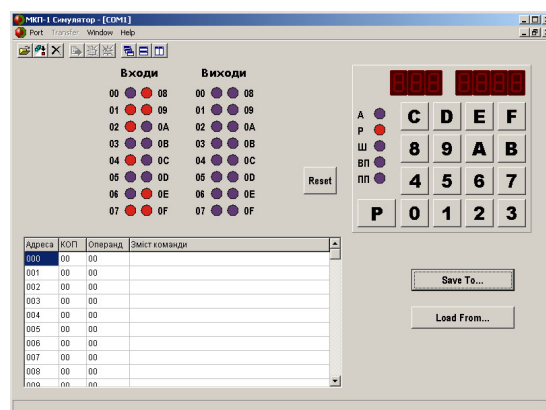 МКП-1 Симулятор - [COM1]
Port Transfer Window Help
Входи Виходи
00 08 00 08
01 09 01 09
02 0A 02 0A
03 0B 03 0B
04 0C 04 0C
05 0D 05 0D
06 0E 06 0E
07 0F 07 0F
Reset
А
Р
Ш
ВП
ПП
C D E F
8 9 A B
4 5 6 7
P 0 1 2 3
Адреса КОП Операнд Зміст команди
000 00 00
001 00 00
002 00 00
003 00 00
004 00 00
005 00 00
006 00 00
007 00 00
008 00 00
009 00 00
Save To...
Load From...